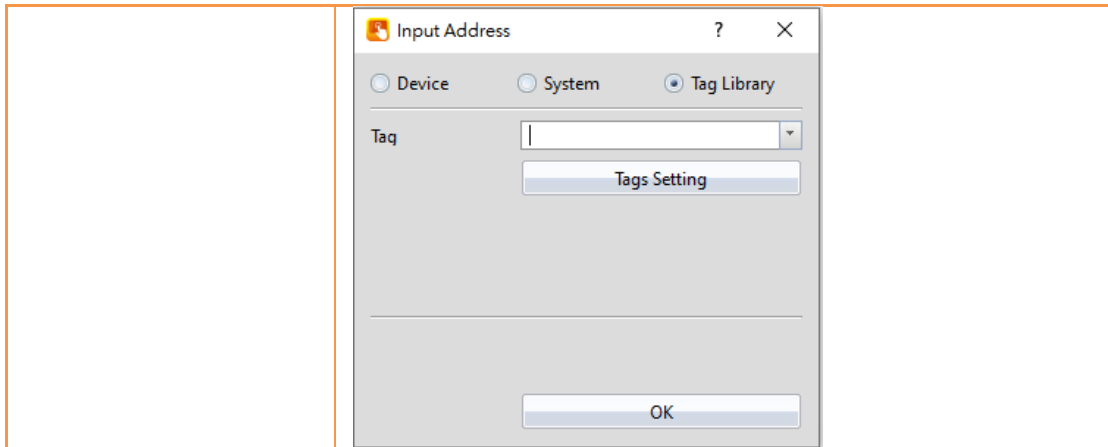 Input Address ? ×
Device System Tag Library
Tag
Tags Setting
OK